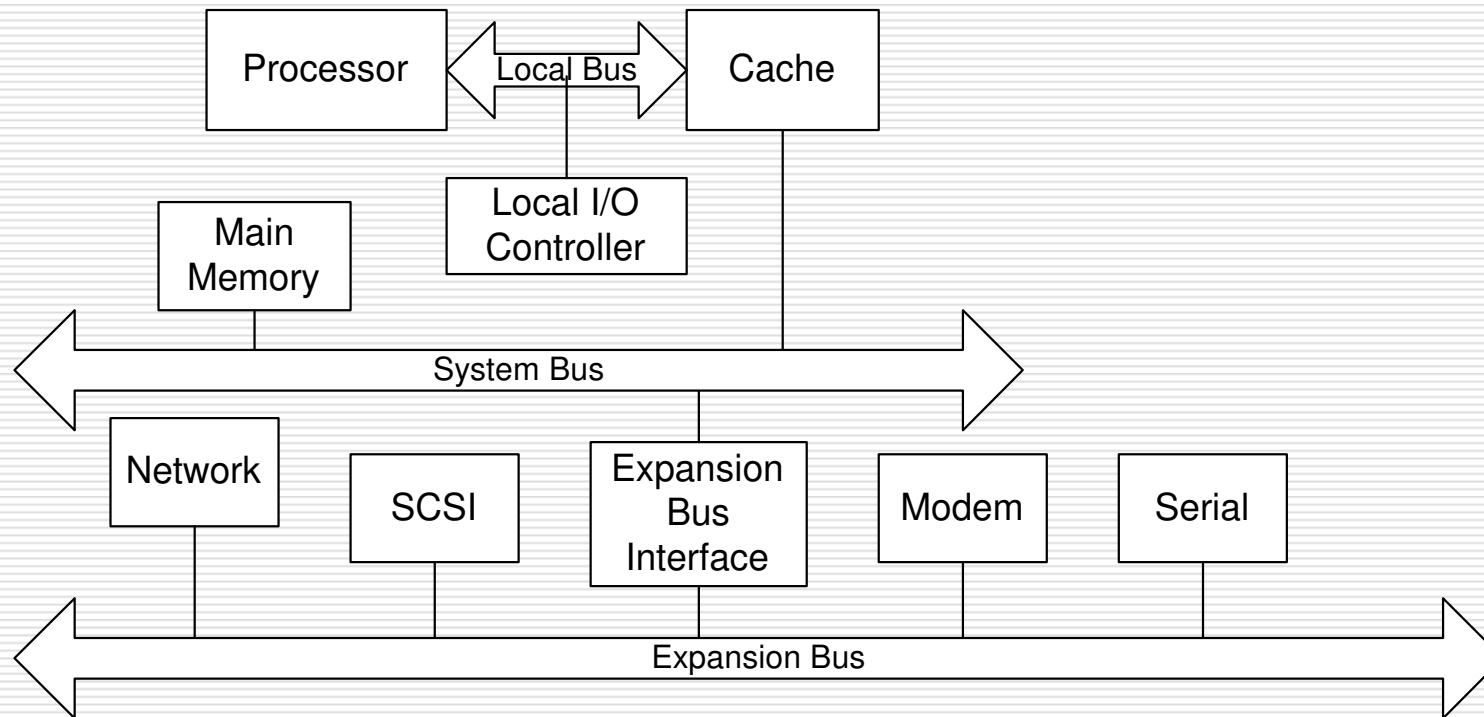 Processor
Local Bus
Cache
Local I/O
Controller
Main
Memory
System Bus
Network
SCSI
Expansion
Bus
Interface
Modem
Serial
Expansion Bus